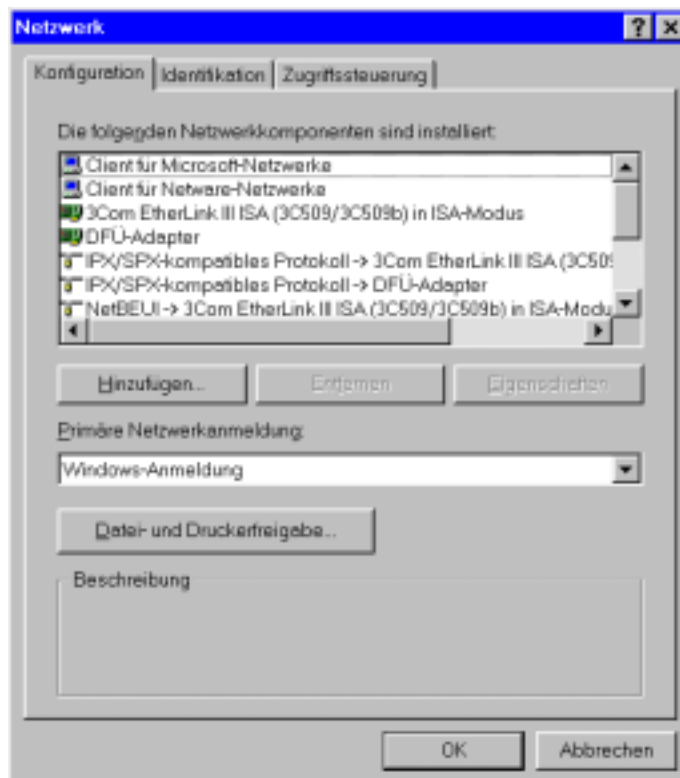 Netzwerk
Konfiguration Identifikation Zugriffssteuerung
Die folgenden Netzwerkkomponenten sind installiert:
Client für Microsoft-Netzwerke
Client für Netware-Netzwerke
3Com EtherLink III ISA (3C509/3C509b) in ISA-Modus
DFÜ-Adapter
IPX/SPX-kompatibles Protokoll -> 3Com EtherLink III ISA (3C509
IPX/SPX-kompatibles Protokoll -> DFÜ-Adapter
NetBEUI -> 3Com EtherLink III ISA (3C509/3C509b) in ISA-Modu
Hinzufügen... Entfernen Eigenschaften
Primäre Netzwerkanmeldung:
Windows-Anmeldung
Datei- und Druckerfreigabe...
Beschreibung
OK Abbrechen